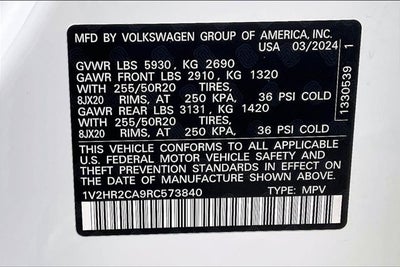 MFD BY VOLKSWAGEN GROUP OF AMERICA, INC.
USA 03/2024
GVWR LBS 5930, KG 2690
GAWR FRONT LBS 2910, KG 1320
WITH 255/50R20 TIRES,
8JX20 RIMS, AT 250 KPA, 36 PSI COLD
GAWR REAR LBS 3131, KG 1420
WITH 255/50R20 TIRES,
8JX20 RIMS, AT 250 KPA, 36 PSI COLD
THIS VEHICLE CONFORMS TO ALL APPLICABLE
U.S. FEDERAL MOTOR VEHICLE SAFETY AND
THEFT PREVENTION STANDARDS
IN EFFECT ON THE DATE OF
MANUFACTURE SHOWN ABOVE.
1V2HR2CA9RC573840 TYPE: MPV
1330539 1